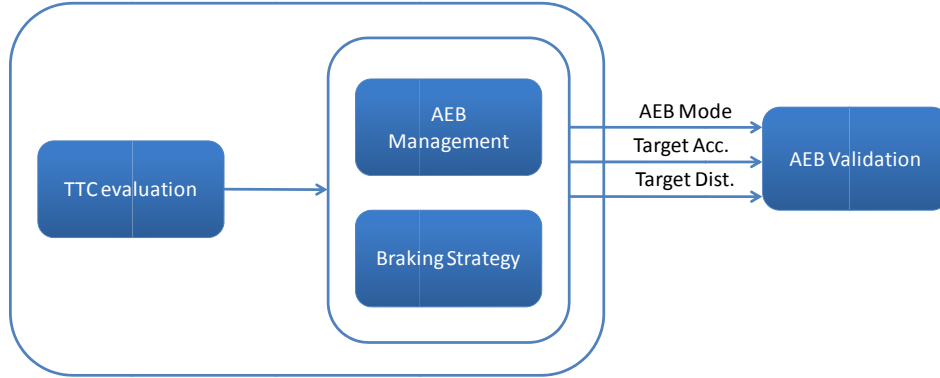 TTC evaluation
AEB
Management
Braking Strategy
AEB Mode
Target Acc.
Target Dist.
AEB Validation